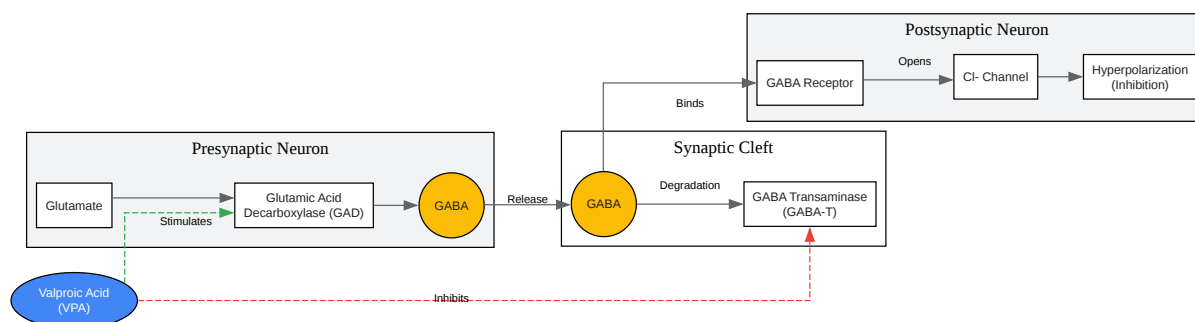 Postsynaptic Neuron
GABA Receptor
Opens
Cl- Channel
Hyperpolarization
(Inhibition)
Binds
Presynaptic Neuron
Glutamate
Glutamic Acid
Decarboxylase (GAD)
Stimulates
GABA
Release
Synaptic Cleft
GABA
Degradation
GABA Transaminase
(GABA-T)
Valproic Acid
(VPA)
Inhibits